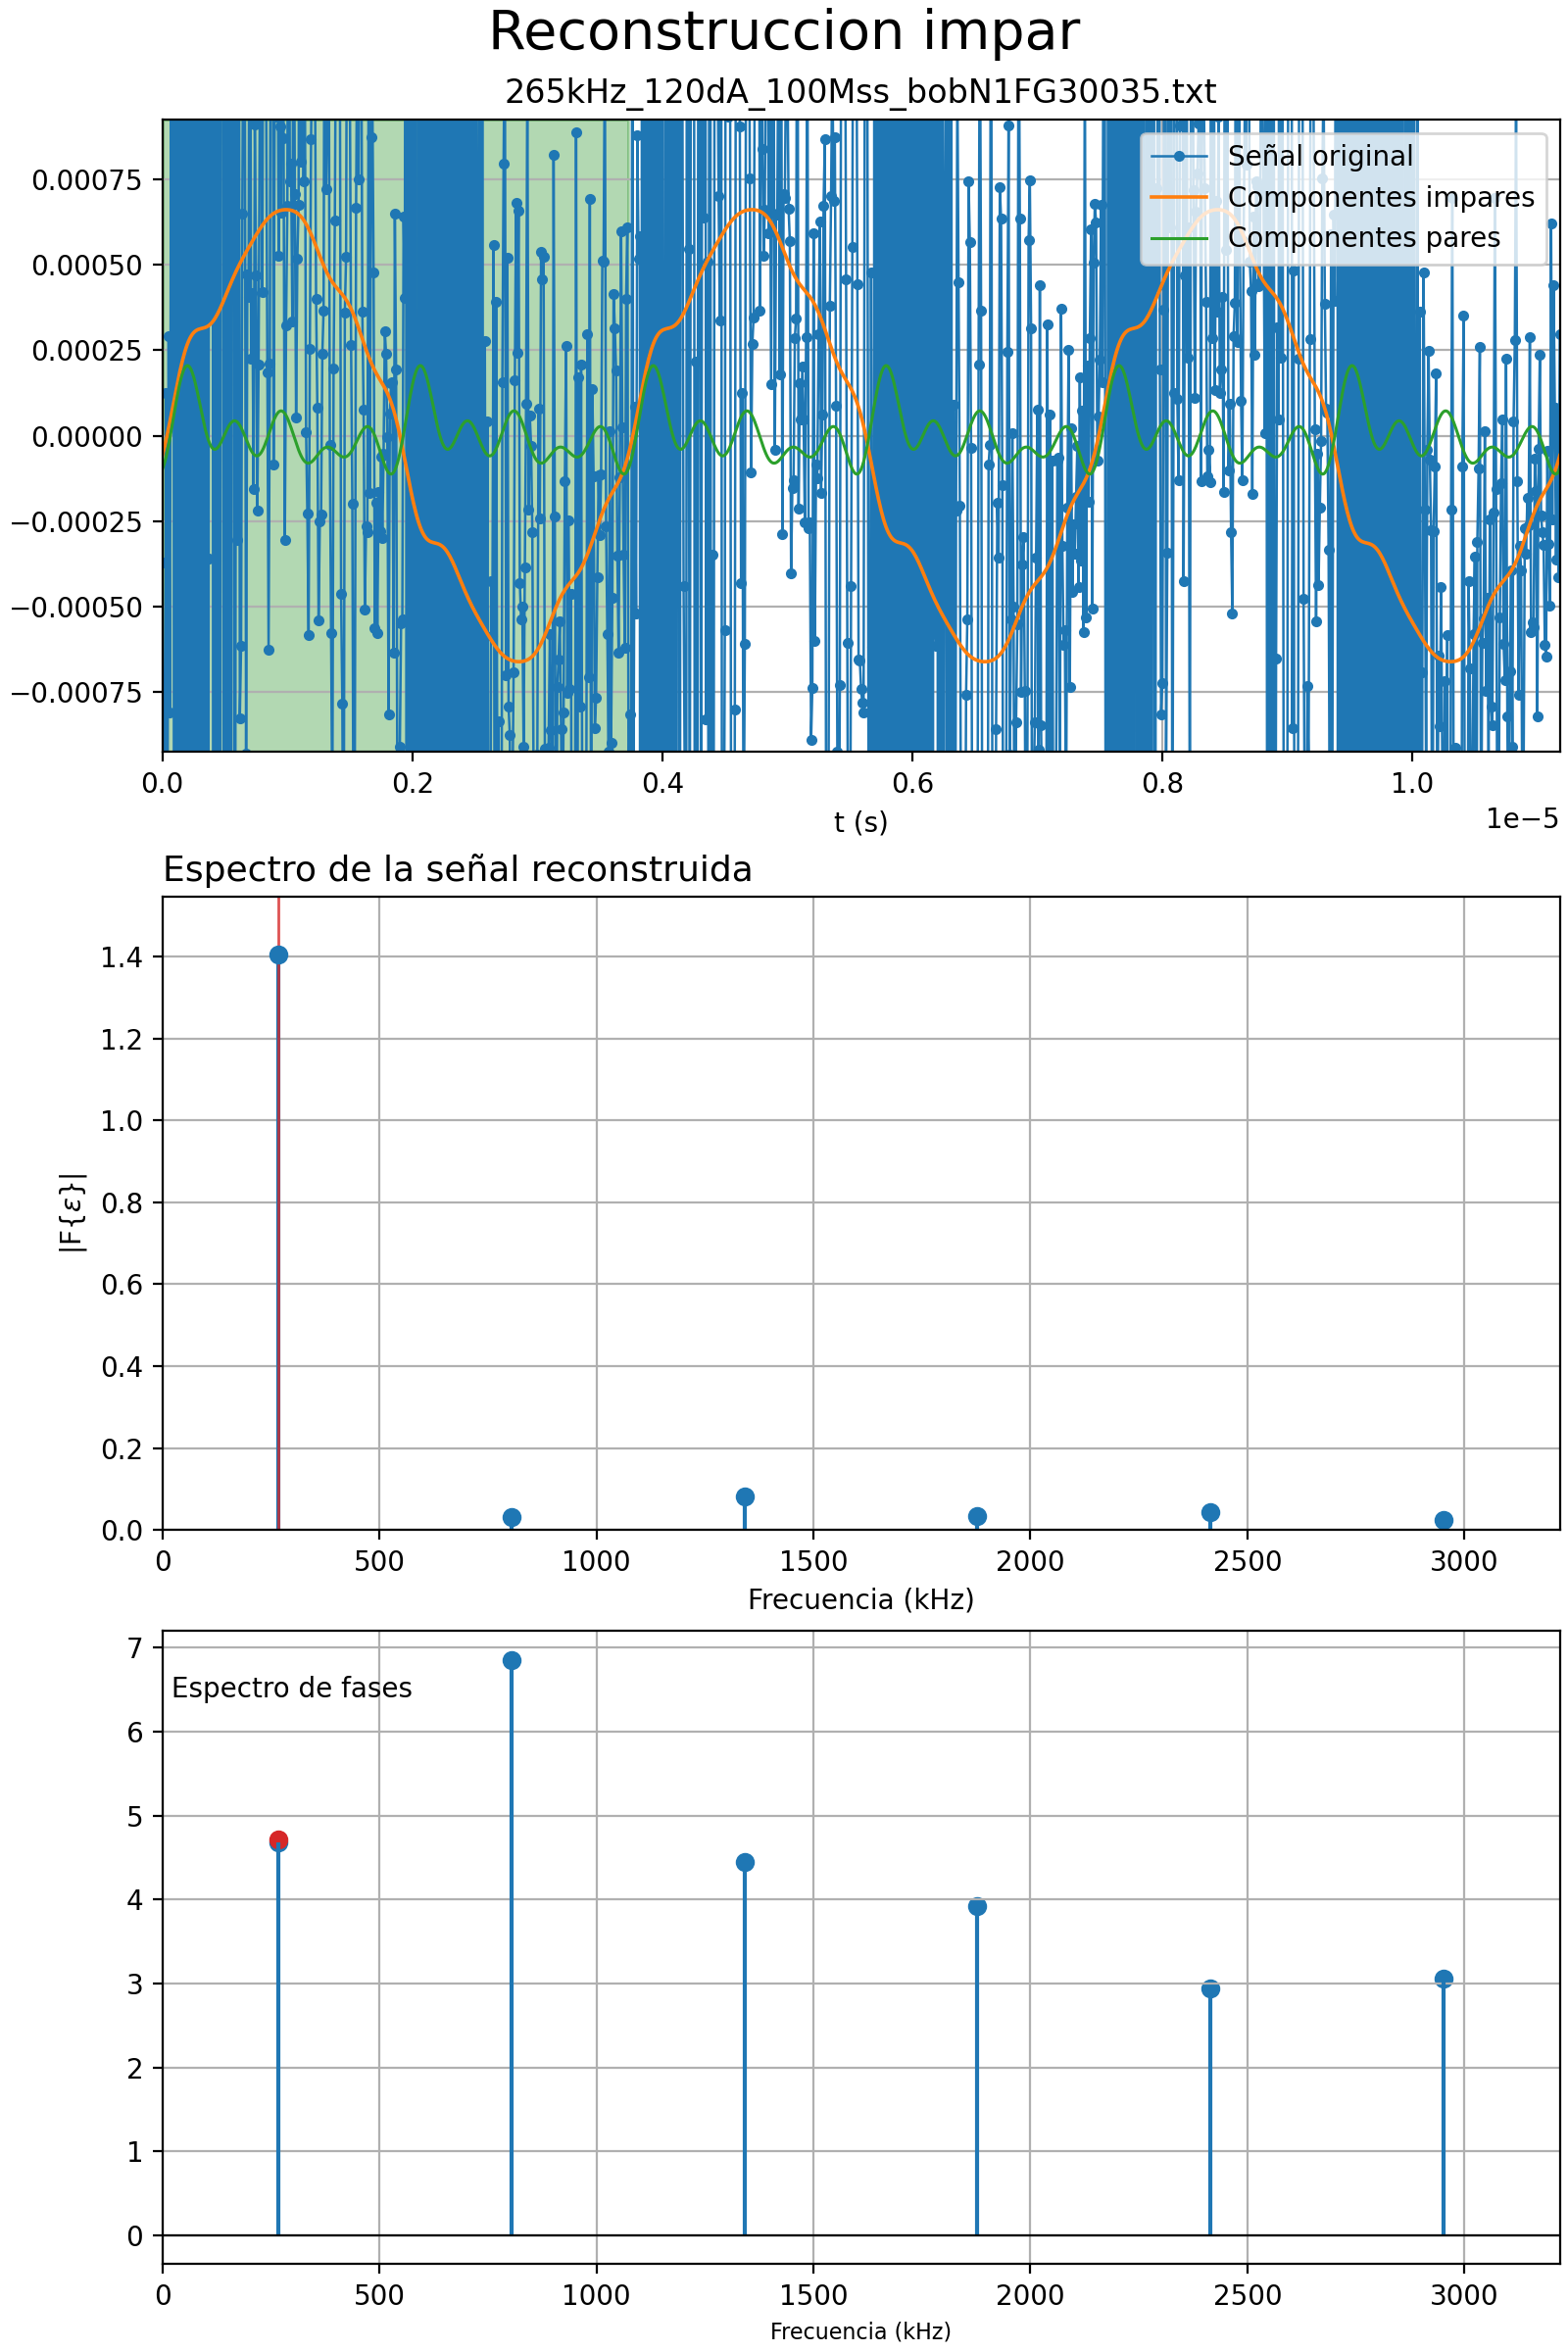 Reconstruccion impar
265kHz_120dA_100Mss_bobN1FG30035.txt
Señal original
Componentes impares
Componentes pares
0.00075
0.00050
0.00025
0.00000
−0.00025
−0.00050
−0.00075
0.0 0.2 0.4 0.6 0.8 1.0
1e−5
t (s)
Espectro de la señal reconstruida
1.4
1.2
1.0
0.8
0.6
0.4
0.2
0.0
|F{ε}|
0 500 1000 1500 2000 2500 3000
Frecuencia (kHz)
Espectro de fases
7
6
5
4
3
2
1
0
0 500 1000 1500 2000 2500 3000
Frecuencia (kHz)